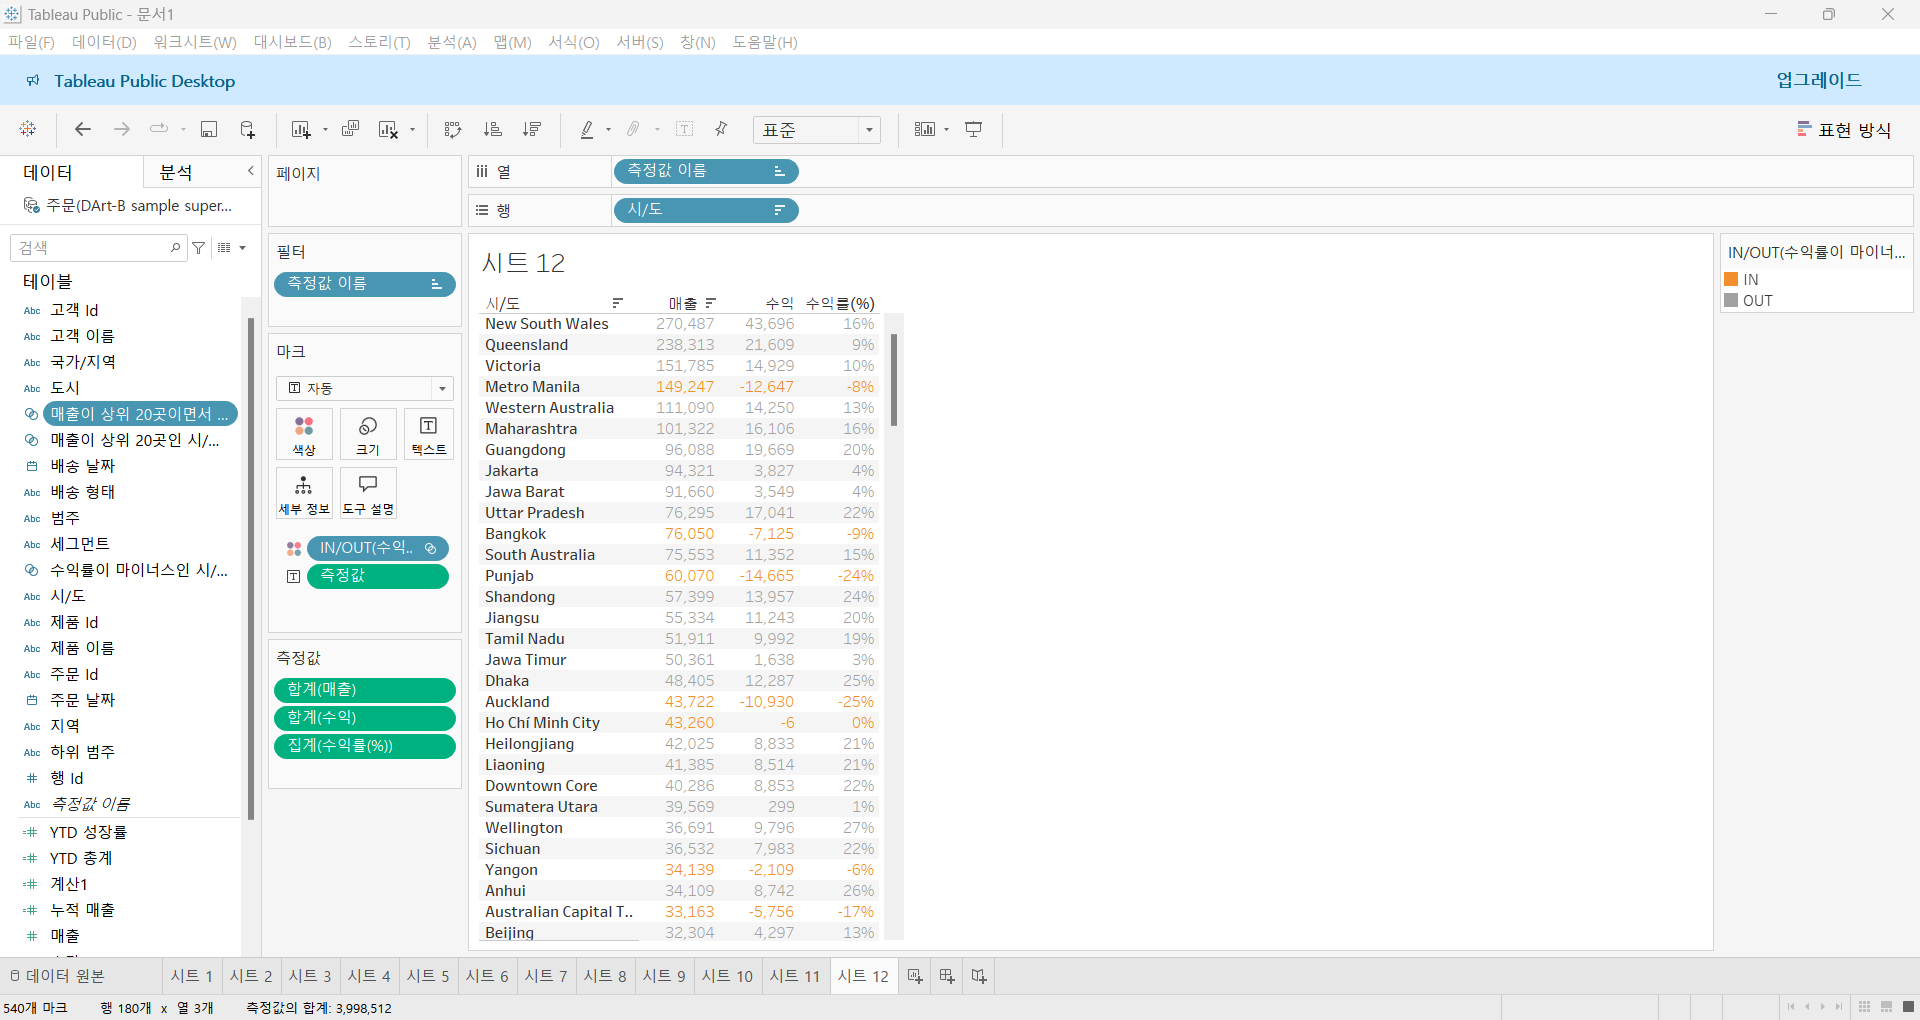 Tableau Public - 문서1
파일(F) 데이터(D) 워크시트(W) 대시보드(B) 스토리(T) 분석(A) 맵(M) 서식(O) 서버(S) 창(N) 도움말(H)
Tableau Public Desktop 업그레이드
표준 표현 방식
데이터 분석
주문(DArt-B sample super...
검색
테이블
Abc 고객 Id
Abc 고객 이름
Abc 국가/지역
Abc 도시
매출이 상위 20곳이면서 ...
매출이 상위 20곳인 시/...
배송 날짜
Abc 배송 형태
Abc 범주
Abc 세그먼트
수익률이 마이너스인 시/...
Abc 시/도
Abc 제품 Id
Abc 제품 이름
Abc 주문 Id
주문 날짜
Abc 지역
Abc 하위 범주
행 Id
Abc 측정값 이름
YTD 성장률
YTD 총계
계산1
누적 매출
매출
페이지
필터
측정값 이름
마크
자동
색상 크기 텍스트
세부 정보 도구 설명
IN/OUT(수익..
측정값
측정값
합계(매출)
합계(수익)
집계(수익률(%))
열 측정값 이름
행 시/도
시트 12
시/도 매출 수익 수익률(%)
New South Wales 270,487 43,696 16%
Queensland 238,313 21,609 9%
Victoria 151,785 14,929 10%
Metro Manila 149,247 -12,647 -8%
Western Australia 111,090 14,250 13%
Maharashtra 101,322 16,106 16%
Guangdong 96,088 19,669 20%
Jakarta 94,321 3,827 4%
Jawa Barat 91,660 3,549 4%
Uttar Pradesh 76,295 17,041 22%
Bangkok 76,050 -7,125 -9%
South Australia 75,553 11,352 15%
Punjab 60,070 -14,665 -24%
Shandong 57,399 13,957 24%
Jiangsu 55,334 11,243 20%
Tamil Nadu 51,911 9,992 19%
Jawa Timur 50,361 1,638 3%
Dhaka 48,405 12,287 25%
Auckland 43,722 -10,930 -25%
Ho Chí Minh City 43,260 -6 0%
Heilongjiang 42,025 8,833 21%
Liaoning 41,385 8,514 21%
Downtown Core 40,286 8,853 22%
Sumatera Utara 39,569 299 1%
Wellington 36,691 9,796 27%
Sichuan 36,532 7,983 22%
Yangon 34,139 -2,109 -6%
Anhui 34,109 8,742 26%
Australian Capital T.. 33,163 -5,756 -17%
Beijing 32,304 4,297 13%
IN/OUT(수익률이 마이너...
IN
OUT
데이터 원본 시트 1 시트 2 시트 3 시트 4 시트 5 시트 6 시트 7 시트 8 시트 9 시트 10 시트 11 시트 12
540개 마크 행 180개 x 열 3개 측정값의 합계: 3,998,512